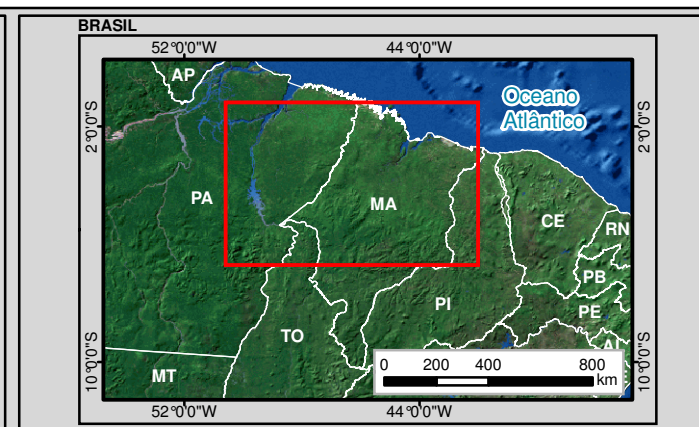 BRASIL
52°0'0"W
44°0'0"W
AP
Oceano
Atlântico
2°0'0"S
2°0'0"S
PA
MA
CE
RN
PB
PI
PE
TO
AL
0 200 400 800
km
MT
10°0'0"S
10°0'0"S
52°0'0"W
44°0'0"W